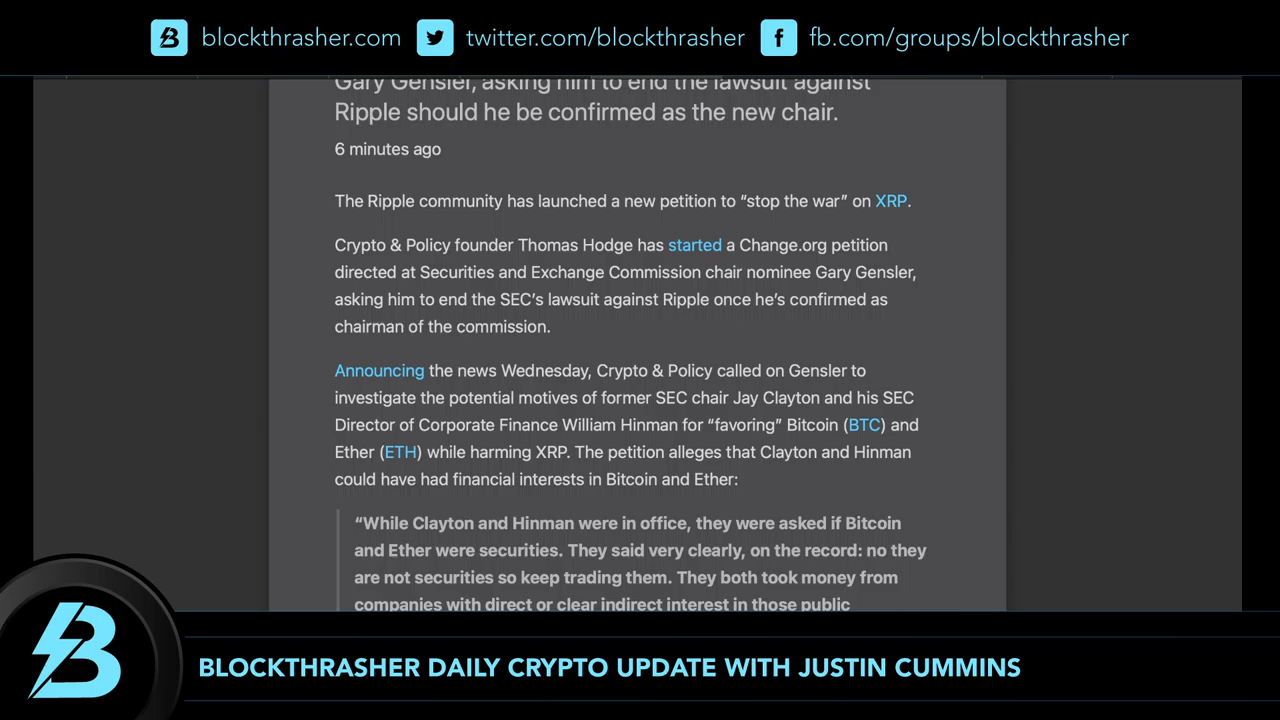 blockthrasher.com twitter.com/blockthrasher fb.com/groups/blockthrasher
Gary Gensler, asking him to end the lawsuit against
Ripple should he be confirmed as the new chair.
6 minutes ago
The Ripple community has launched a new petition to “stop the war” on XRP.
Crypto & Policy founder Thomas Hodge has started a Change.org petition
directed at Securities and Exchange Commission chair nominee Gary Gensler,
asking him to end the SEC’s lawsuit against Ripple once he’s confirmed as
chairman of the commission.
Announcing the news Wednesday, Crypto & Policy called on Gensler to
investigate the potential motives of former SEC chair Jay Clayton and his SEC
Director of Corporate Finance William Hinman for “favoring” Bitcoin (BTC) and
Ether (ETH) while harming XRP. The petition alleges that Clayton and Hinman
could have had financial interests in Bitcoin and Ether:
“While Clayton and Hinman were in office, they were asked if Bitcoin
and Ether were securities. They said very clearly, on the record: no they
are not securities so keep trading them. They both took money from
companies with direct or clear indirect interest in those public
BLOCKTHRASHER DAILY CRYPTO UPDATE WITH JUSTIN CUMMINS